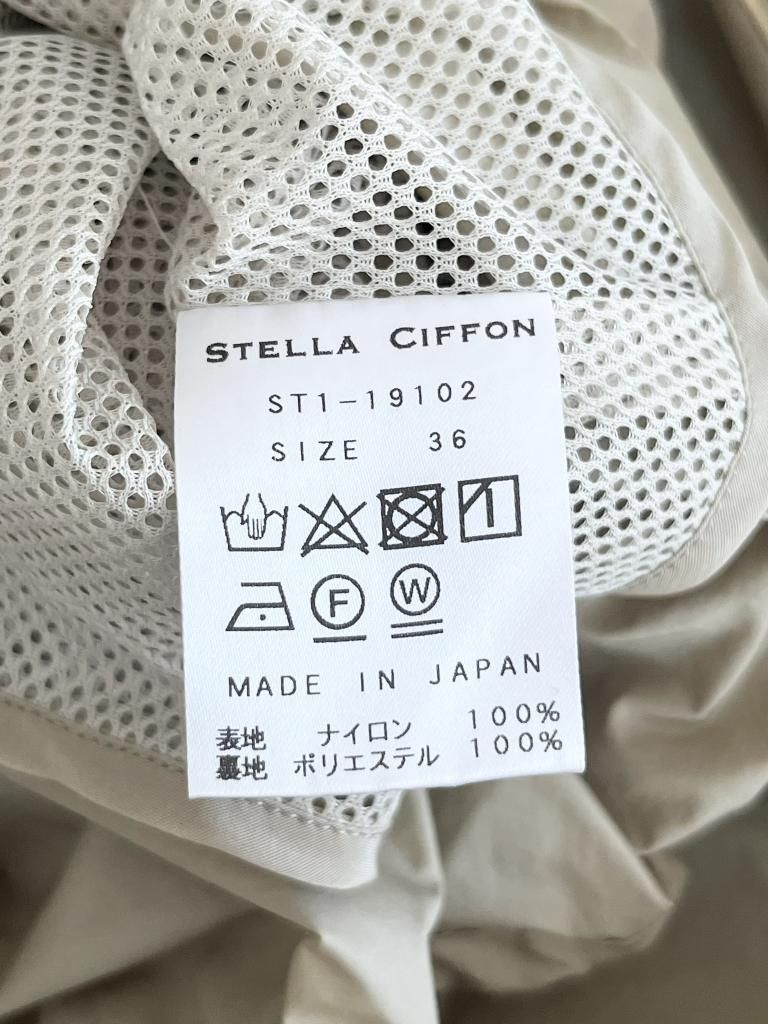 STELLA CIFFON
ST1-19102
SIZE 36
F W
MADE IN JAPAN
表地 ナイロン 100%
裏地 ポリエステル 100%